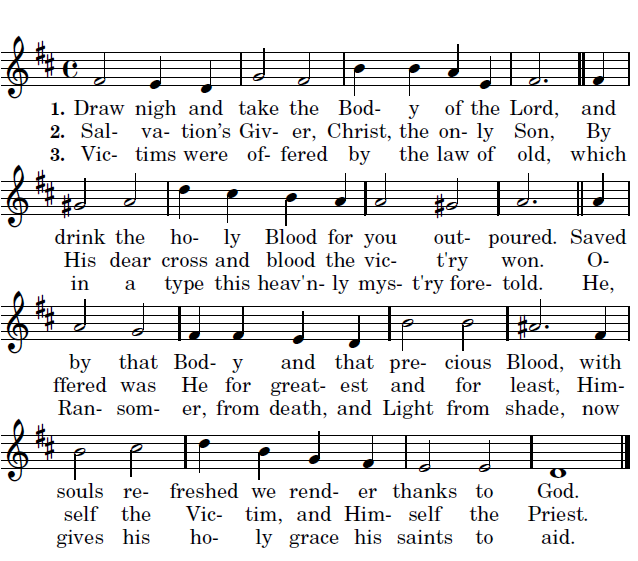 1. Draw nigh and take the Bod- y of the Lord, and
2. Sal- va- tion's Giv- er, Christ, the on- ly Son, By
3. Vic- tims were of- fered by the law of old, which
drink the ho- ly Blood for you out- poured. Saved
His dear cross and blood the vic- t'ry won. O-
in a type this heav'n- ly mys- t'ry fore- told. He,
by that Bod- y and that pre- cious Blood, with
ffered was He for great- est and for least, Him-
Ran- som- er, from death, and Light from shade, now
souls re- freshed we rend- er thanks to God.
self the Vic- tim, and Him- self the Priest.
gives his ho- ly grace his saints to aid.